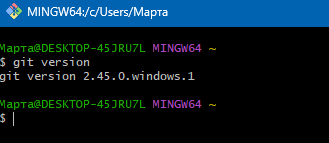 MINGW64:/c/Users/Марта
Марта@DESKTOP-45JRU7L MINGW64 ~
$ git version
git version 2.45.0.windows.1
Марта@DESKTOP-45JRU7L MINGW64 ~
$